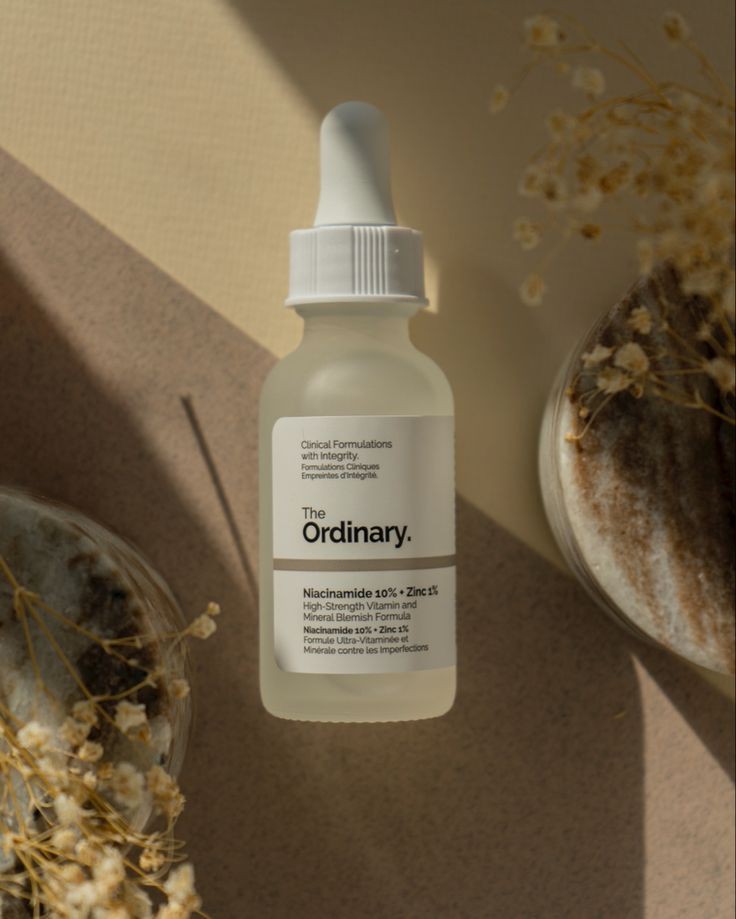 Clinical Formulations
with Integrity.
Formulations Cliniques
Empreintes d'Intégrité.
The
Ordinary.
Niacinamide 10% + Zinc 1%
High-Strength Vitamin and
Mineral Blemish Formula
Niacinamide 10% + Zinc 1%
Formule Ultra-Vitaminée et
Minérale contre les Imperfections